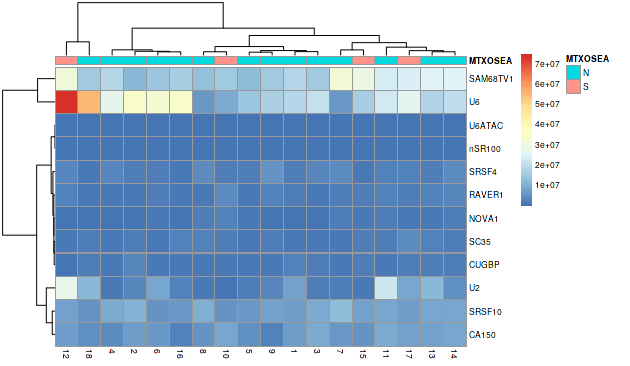 MTXOSEA
SAM68TV1
U6
U6ATAC
nSR100
SRSF4
RAVER1
NOVA1
SC35
CUGBP
U2
SRSF10
CA150
12 18 4 2 6 16 8 10 5 9 1 3 7 15 11 17 13 14
7e+07
6e+07
5e+07
4e+07
3e+07
2e+07
1e+07
MTXOSEA
N
S